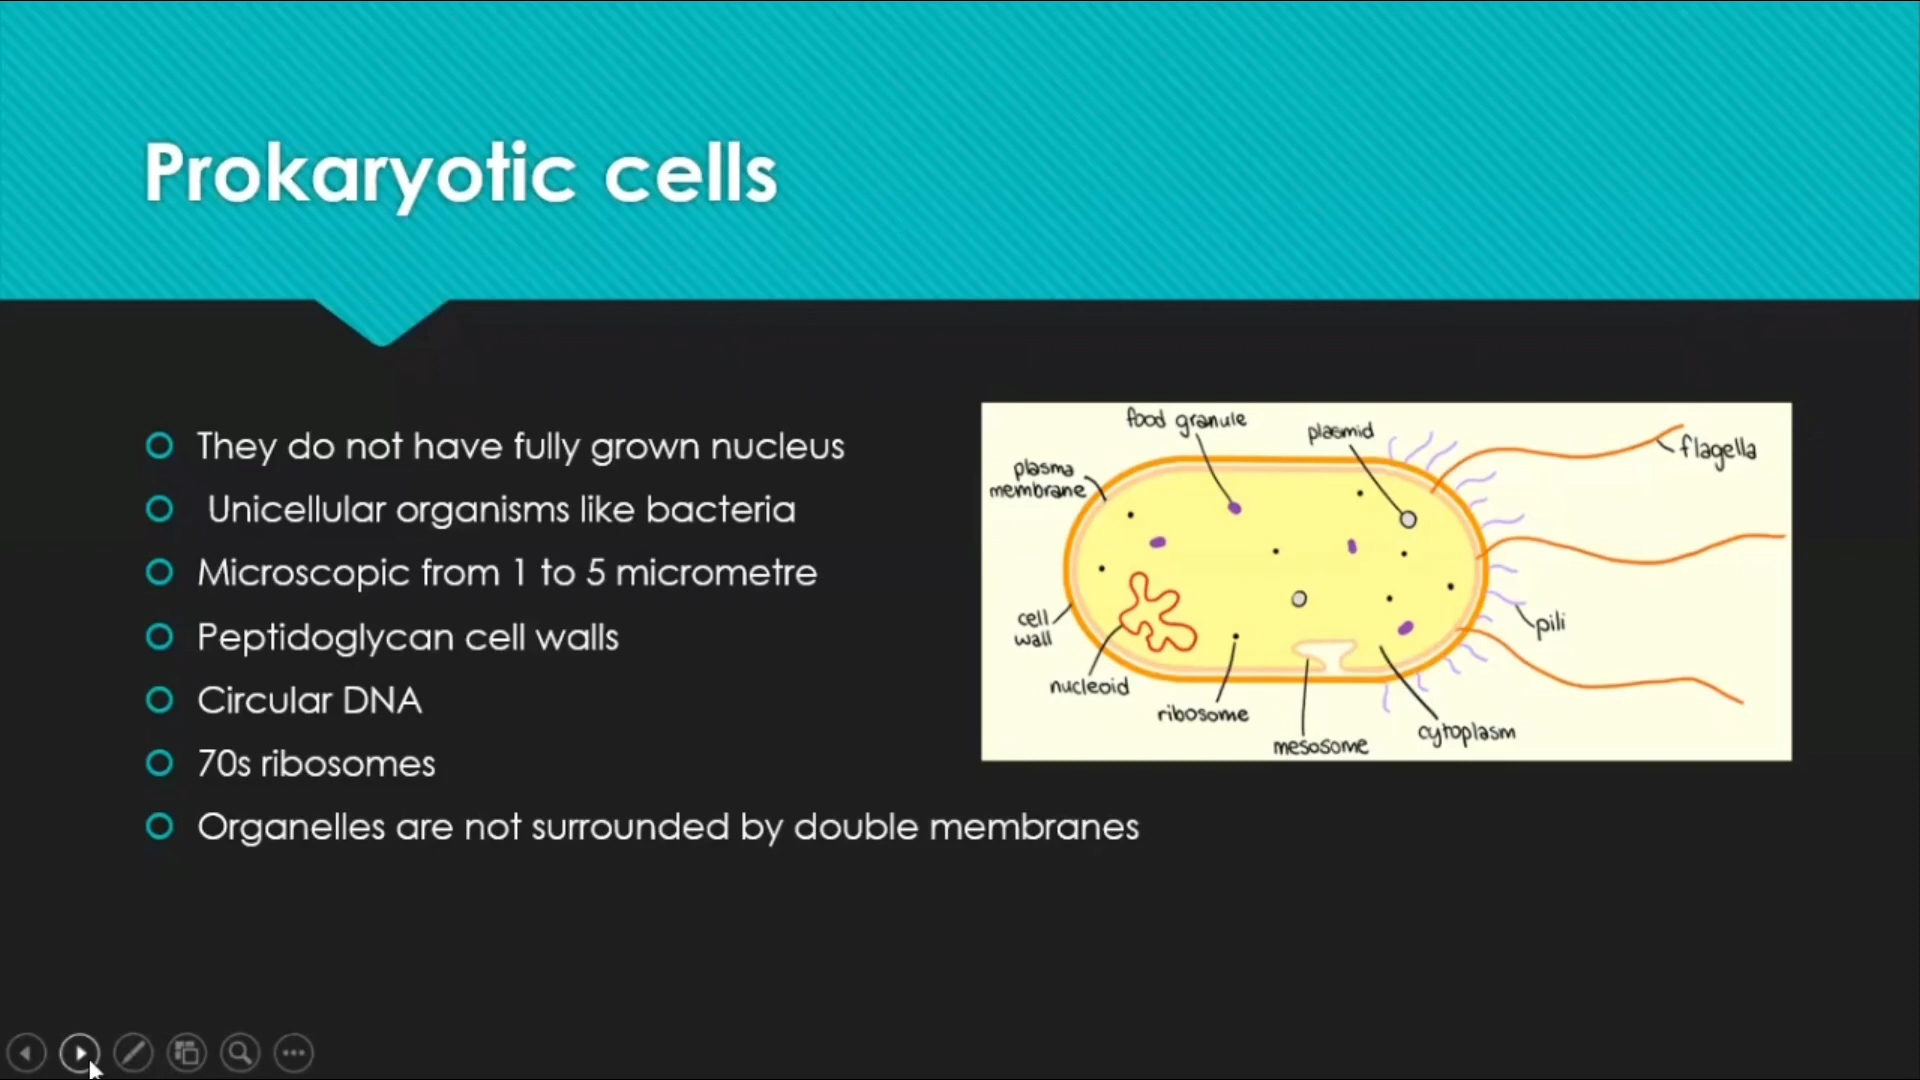 Prokaryotic cells
They do not have fully grown nucleus
Unicellular organisms like bacteria
Microscopic from 1 to 5 micrometre
Peptidoglycan cell walls
Circular DNA
70s ribosomes
Organelles are not surrounded by double membranes
food granule
plasmid
flagella
plasma
membrane
cell
wall
pili
nucleoid
ribosome
mesosome
cytoplasm